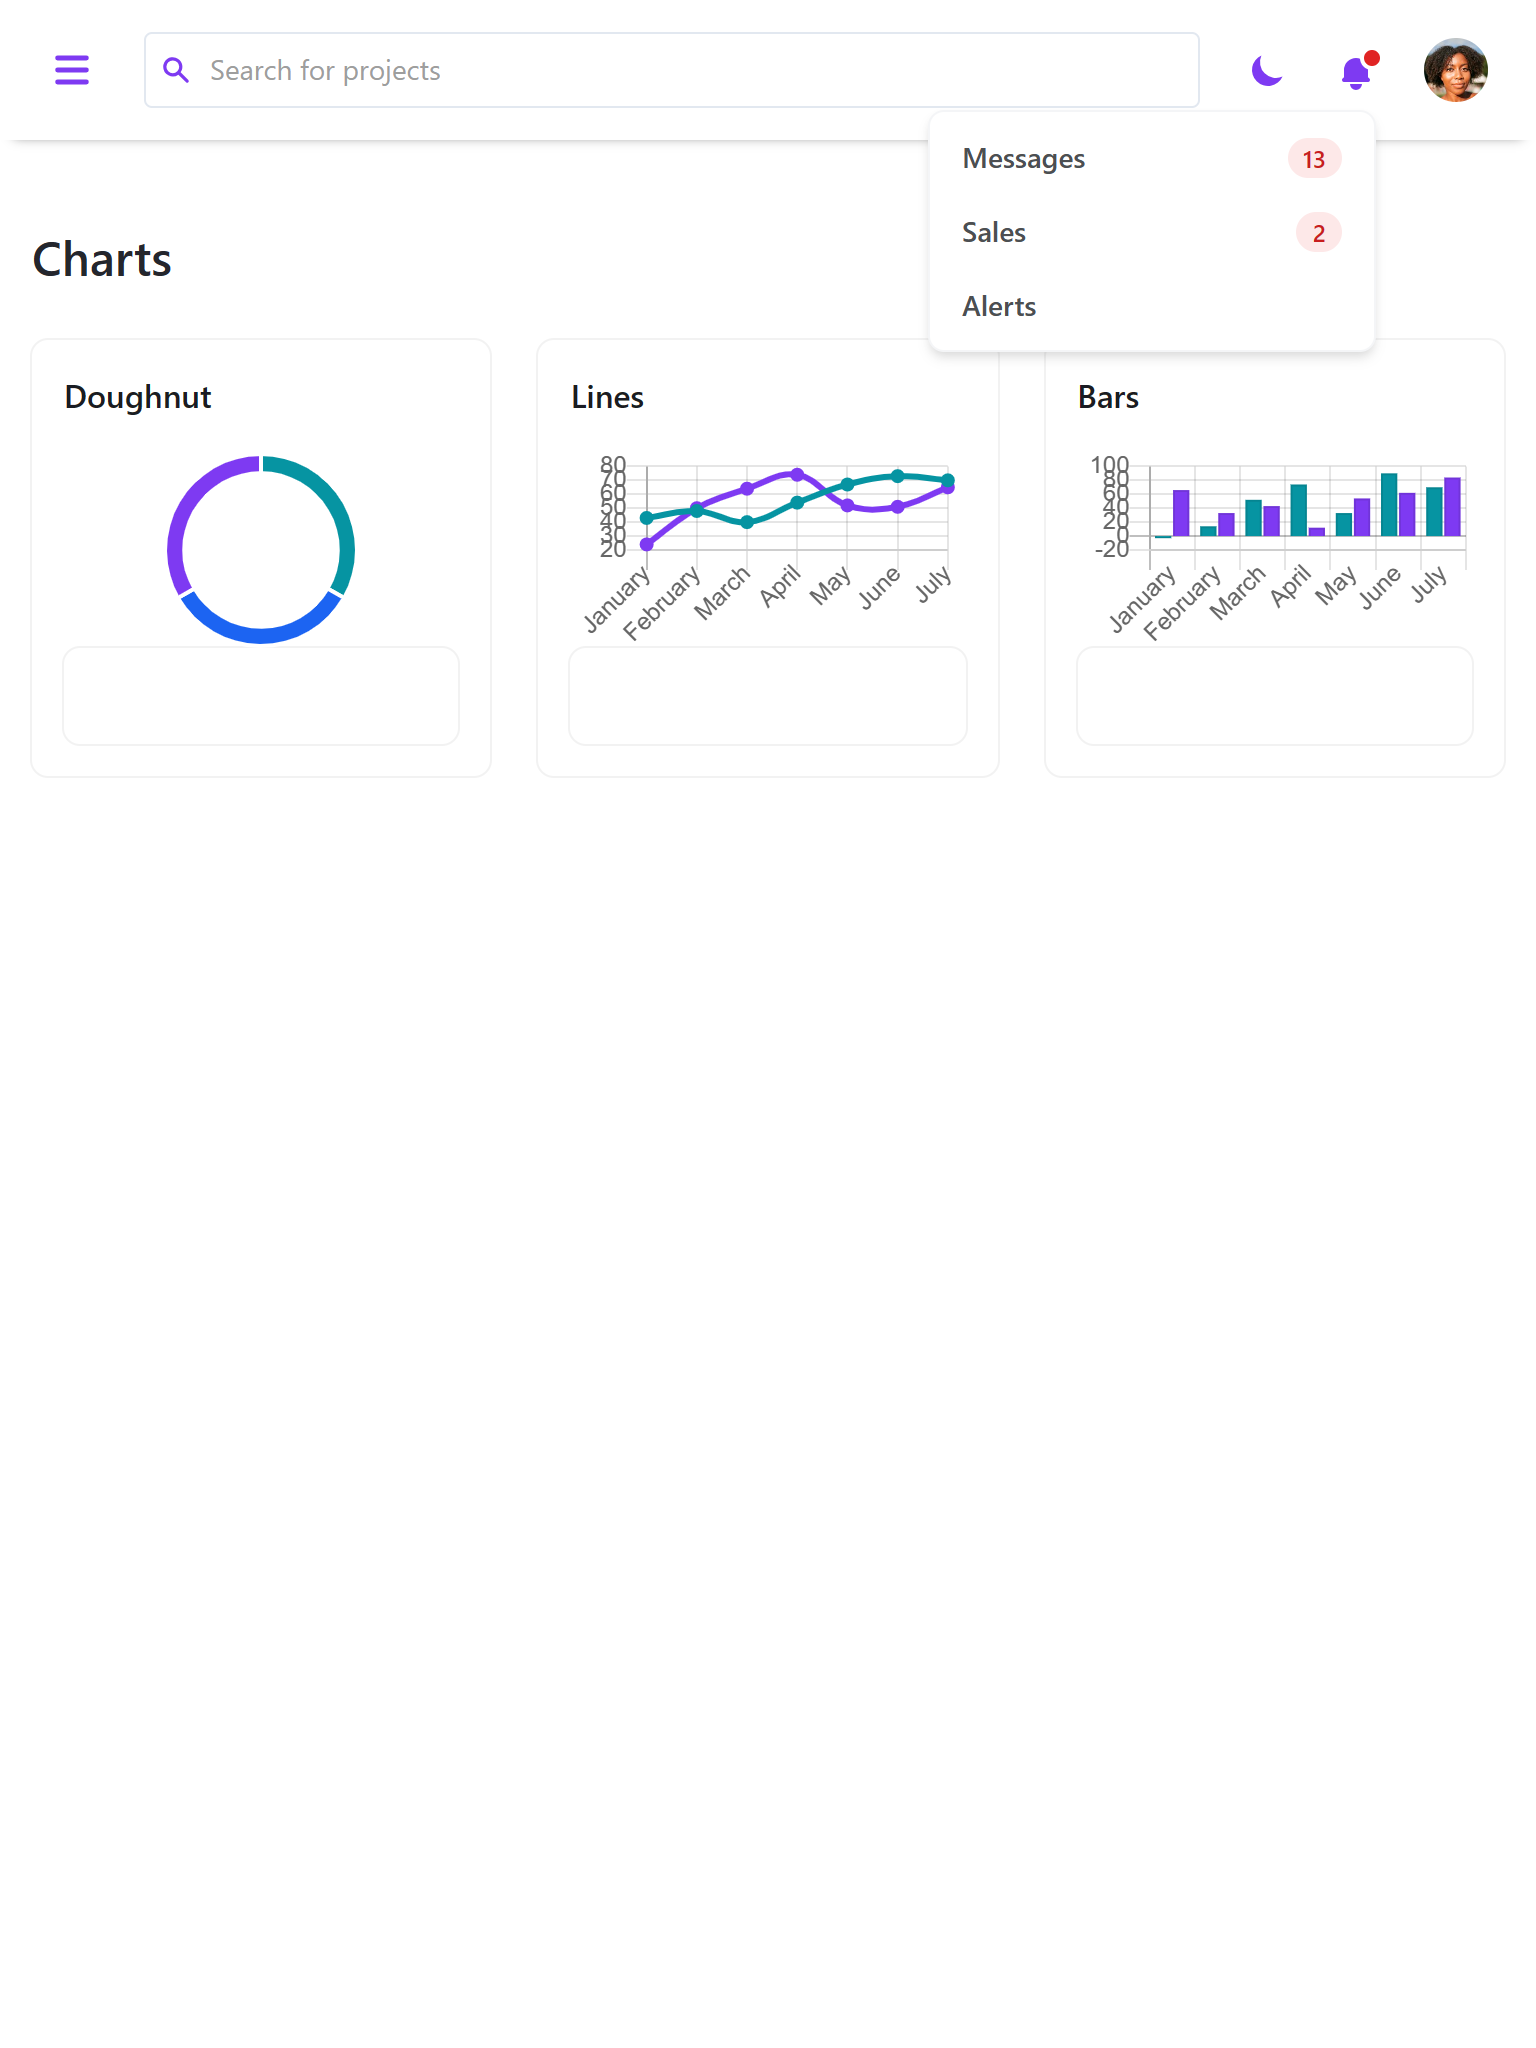 Search for projects
Messages 13
Sales 2
Alerts
Charts
Doughnut
Lines
80
70
60
50
40
30
20
January
February
March
April
May
June
July
Bars
100
80
60
40
20
0
-20
January
February
March
April
May
June
July